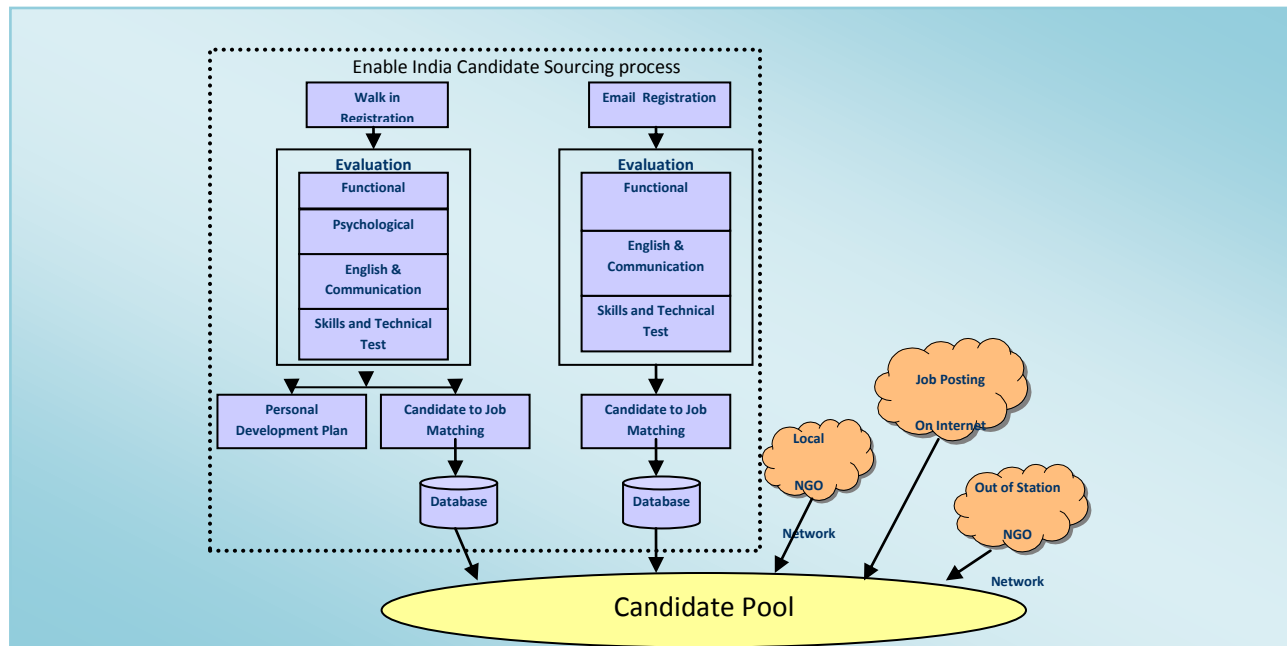 Enable India Candidate Sourcing process
Walk in
Registration
Evaluation
Functional
Psychological
English &
Communication
Skills and Technical
Test
Personal
Development Plan
Candidate to Job
Matching
Database
Email Registration
Evaluation
Functional
English &
Communication
Skills and Technical
Test
Candidate to Job
Matching
Database
Local
NGO
Network
Job Posting
On Internet
Out of Station
NGO
Network
Candidate Pool